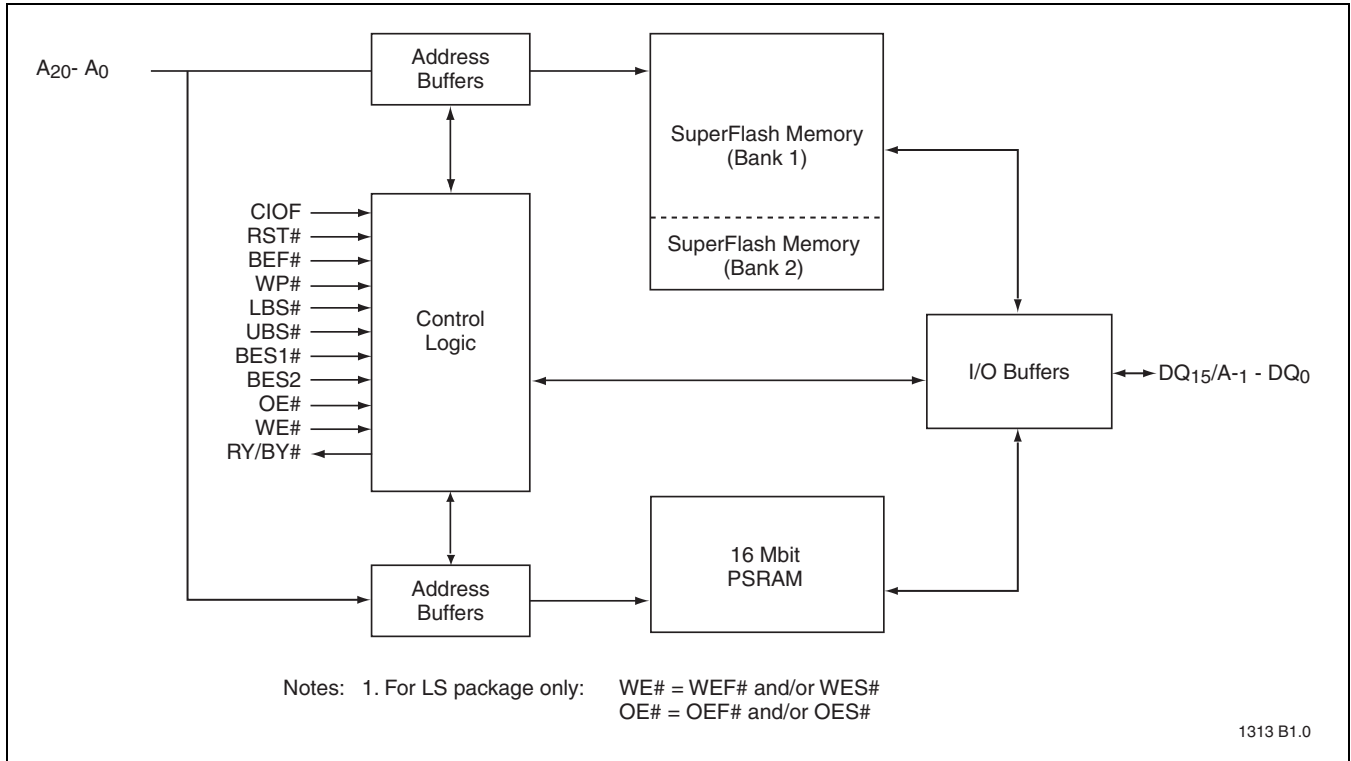 A20- A0
Address
Buffers
SuperFlash Memory
(Bank 1)
SuperFlash Memory
(Bank 2)
CIOF
RST#
BEF#
WP#
LBS#
UBS#
BES1#
BES2
OE#
WE#
RY/BY#
Control
Logic
I/O Buffers
DQ15/A-1 - DQ0
Address
Buffers
16 Mbit
PSRAM
Notes: 1. For LS package only: WE# = WEF# and/or WES#
OE# = OEF# and/or OES#
1313 B1.0